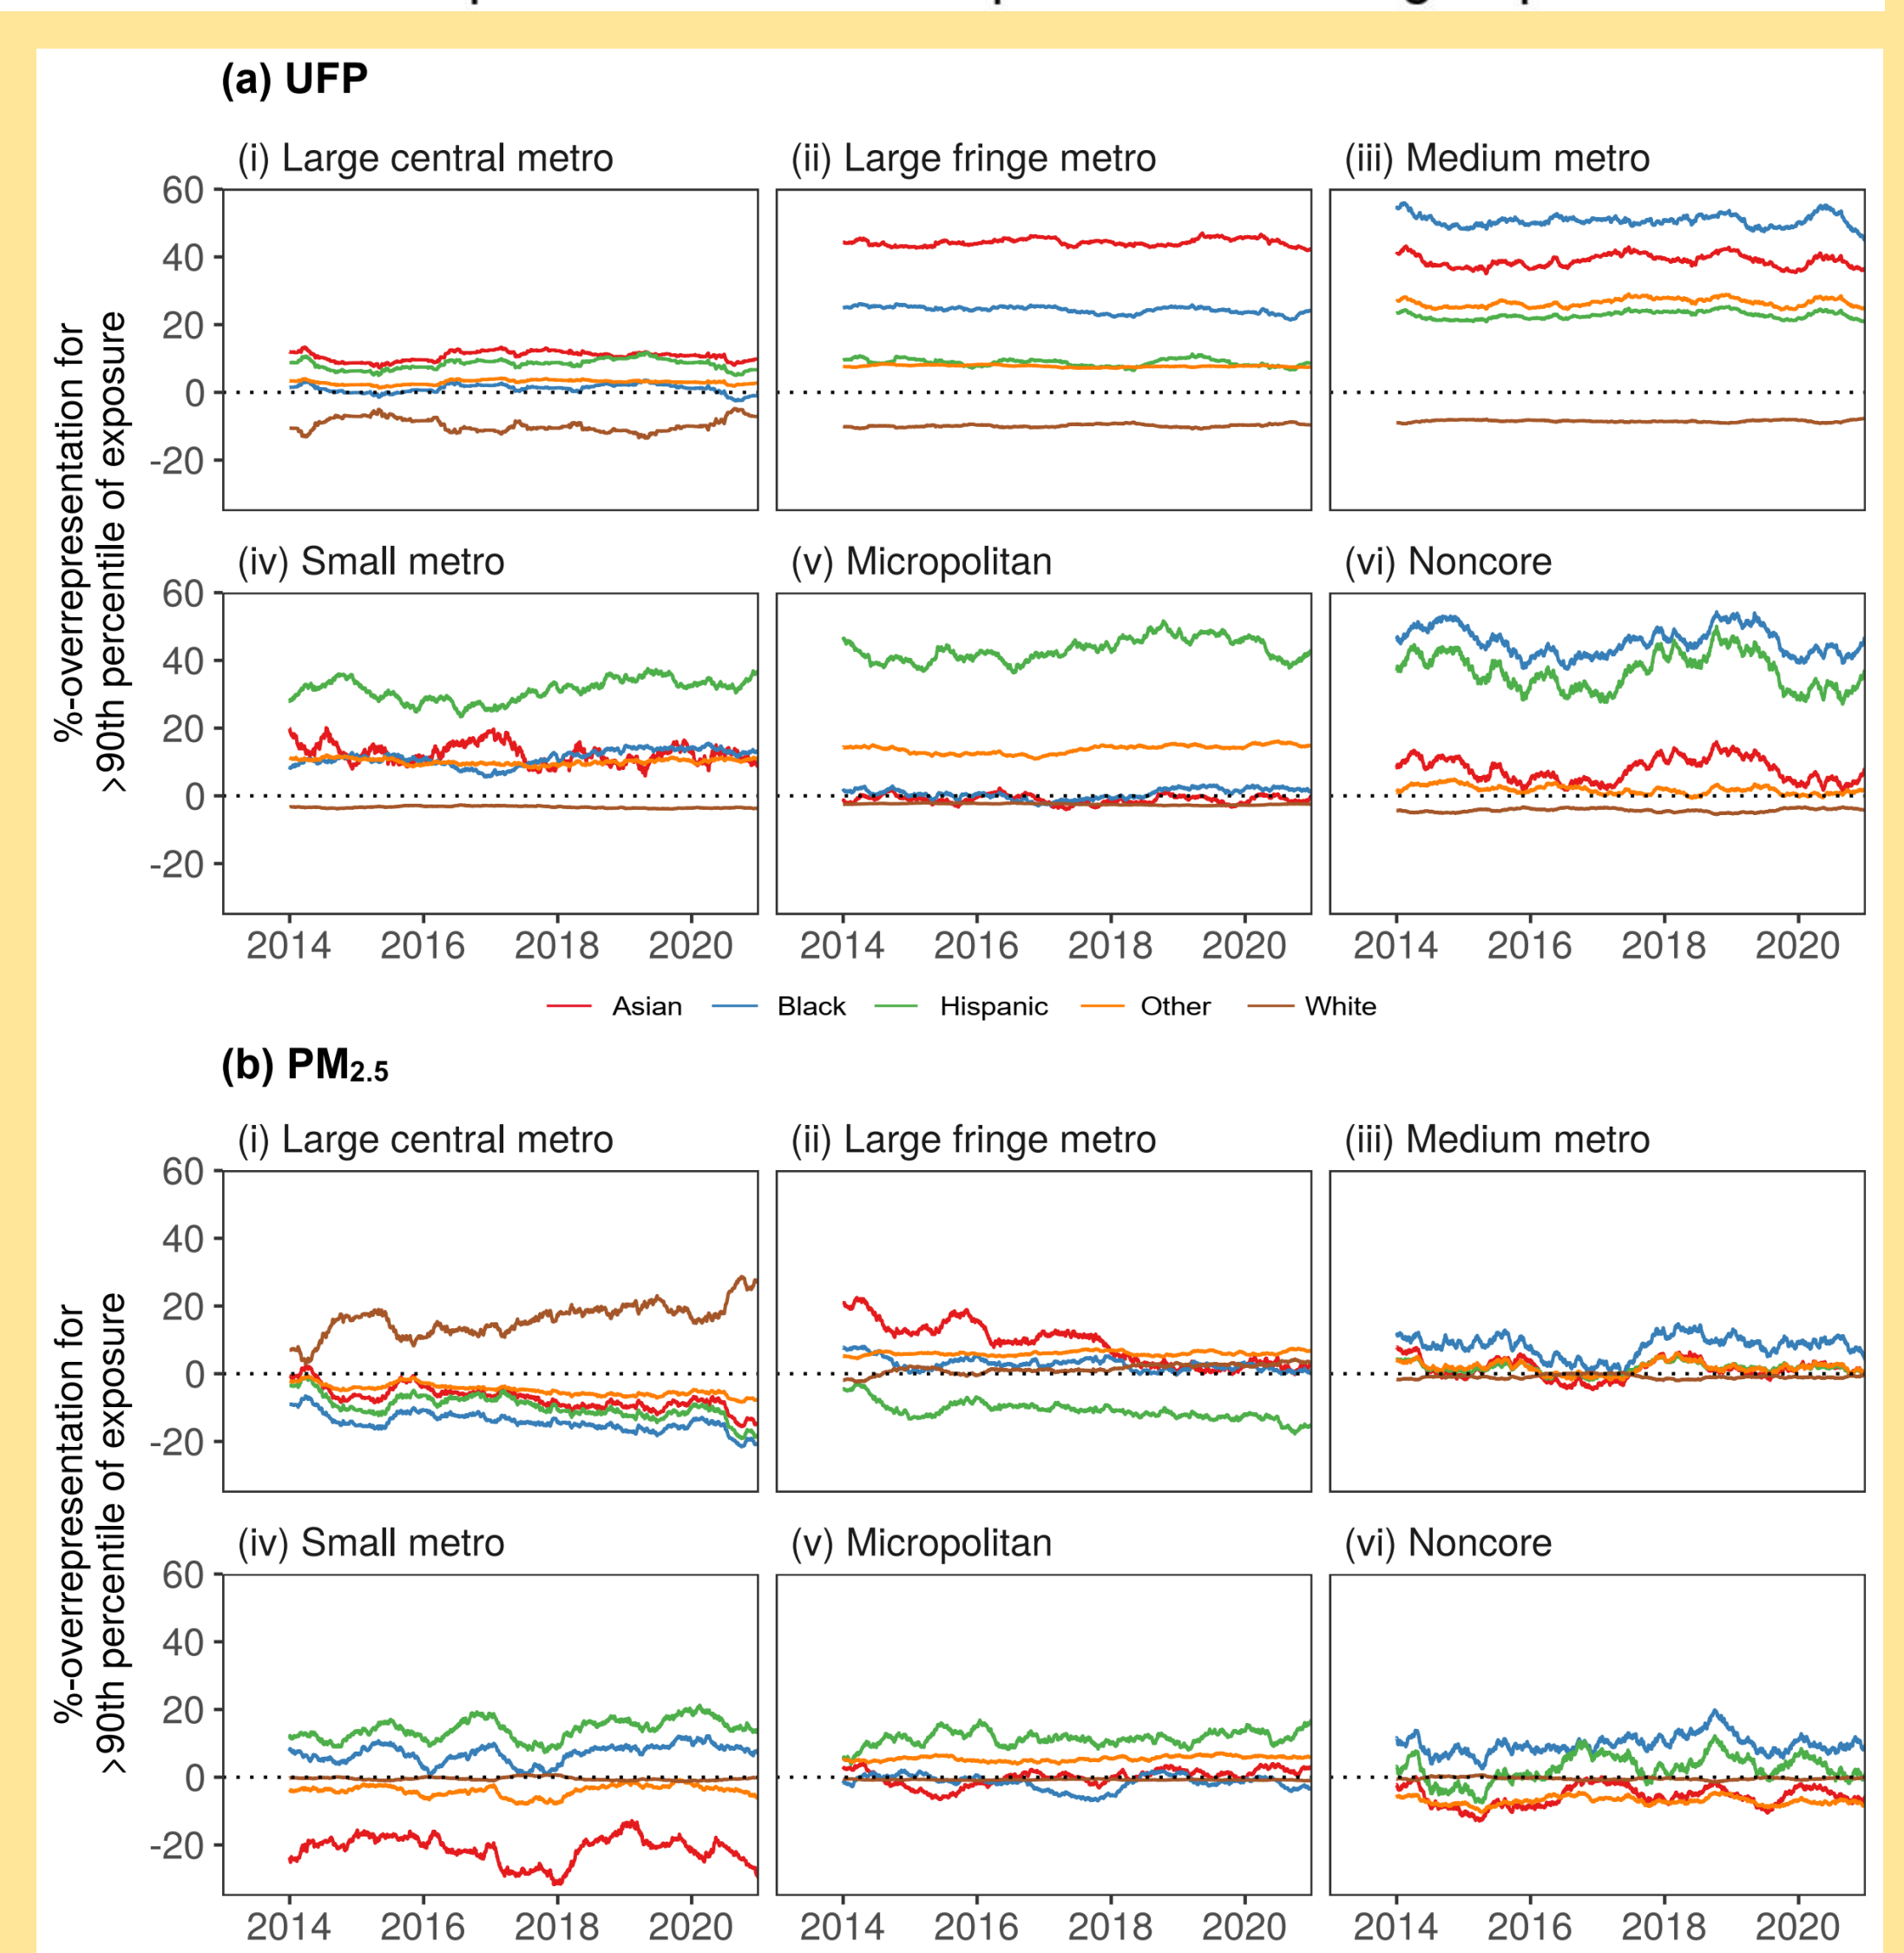 (a) UFP
(i) Large central metro
(ii) Large fringe metro
(iii) Medium metro
60
40
20
0
-20
(iv) Small metro
(v) Micropolitan
(vi) Noncore
60
40
20
0
-20
%-overrepresentation for
>90th percentile of exposure
2014 2016 2018 2020
2014 2016 2018 2020
2014 2016 2018 2020
Asian Black Hispanic Other White
(b) PM2.5
(i) Large central metro
(ii) Large fringe metro
(iii) Medium metro
60
40
20
0
-20
(iv) Small metro
(v) Micropolitan
(vi) Noncore
60
40
20
0
-20
%-overrepresentation for
>90th percentile of exposure
2014 2016 2018 2020
2014 2016 2018 2020
2014 2016 2018 2020